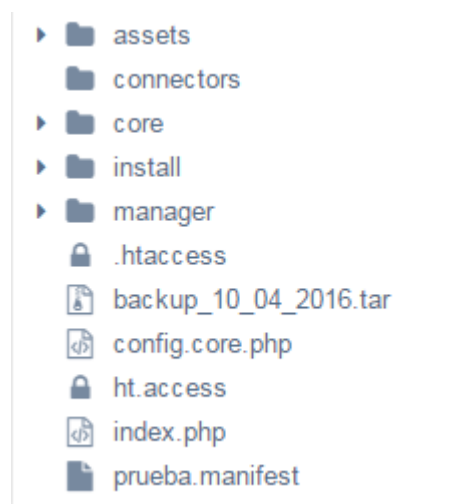 assets
connectors
core
install
manager
.htaccess
backup_10_04_2016.tar
config.core.php
ht.access
index.php
prueba.manifest